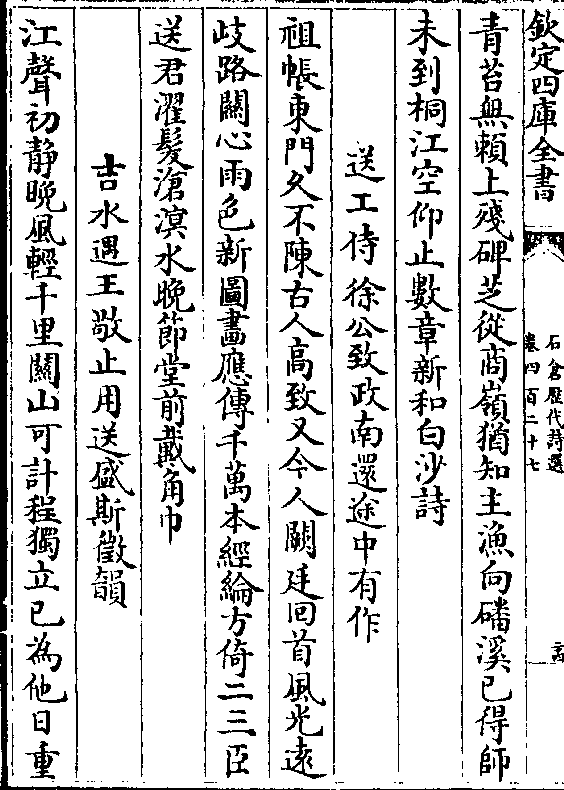 欽定四庫全書
石倉歷代詩選
卷四百二十七
青苔無賴上殘碑芝從商嶺猶知主漁向磻溪已得師
未到桐江空仰止數章新和白沙詩
送工侍徐公致政南還途中有作
祖帳東門久不陳古人高致又今人闕廷回首風光遠
歧路關心雨色新圖畫應傳千萬本經綸方倚二三臣
送君濯髮滄溟水晚節堂前戴角巾
吉水遇王敬止用送盛斯徵韻
江聲初静晚風輕千里關山可計程獨立已為他日重